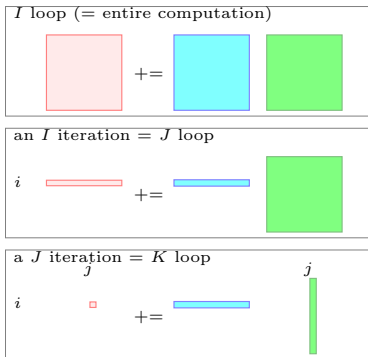 I loop (= entire computation)
+=
an I iteration = J loop
i
+=
a J iteration = K loop
j j
i
+=